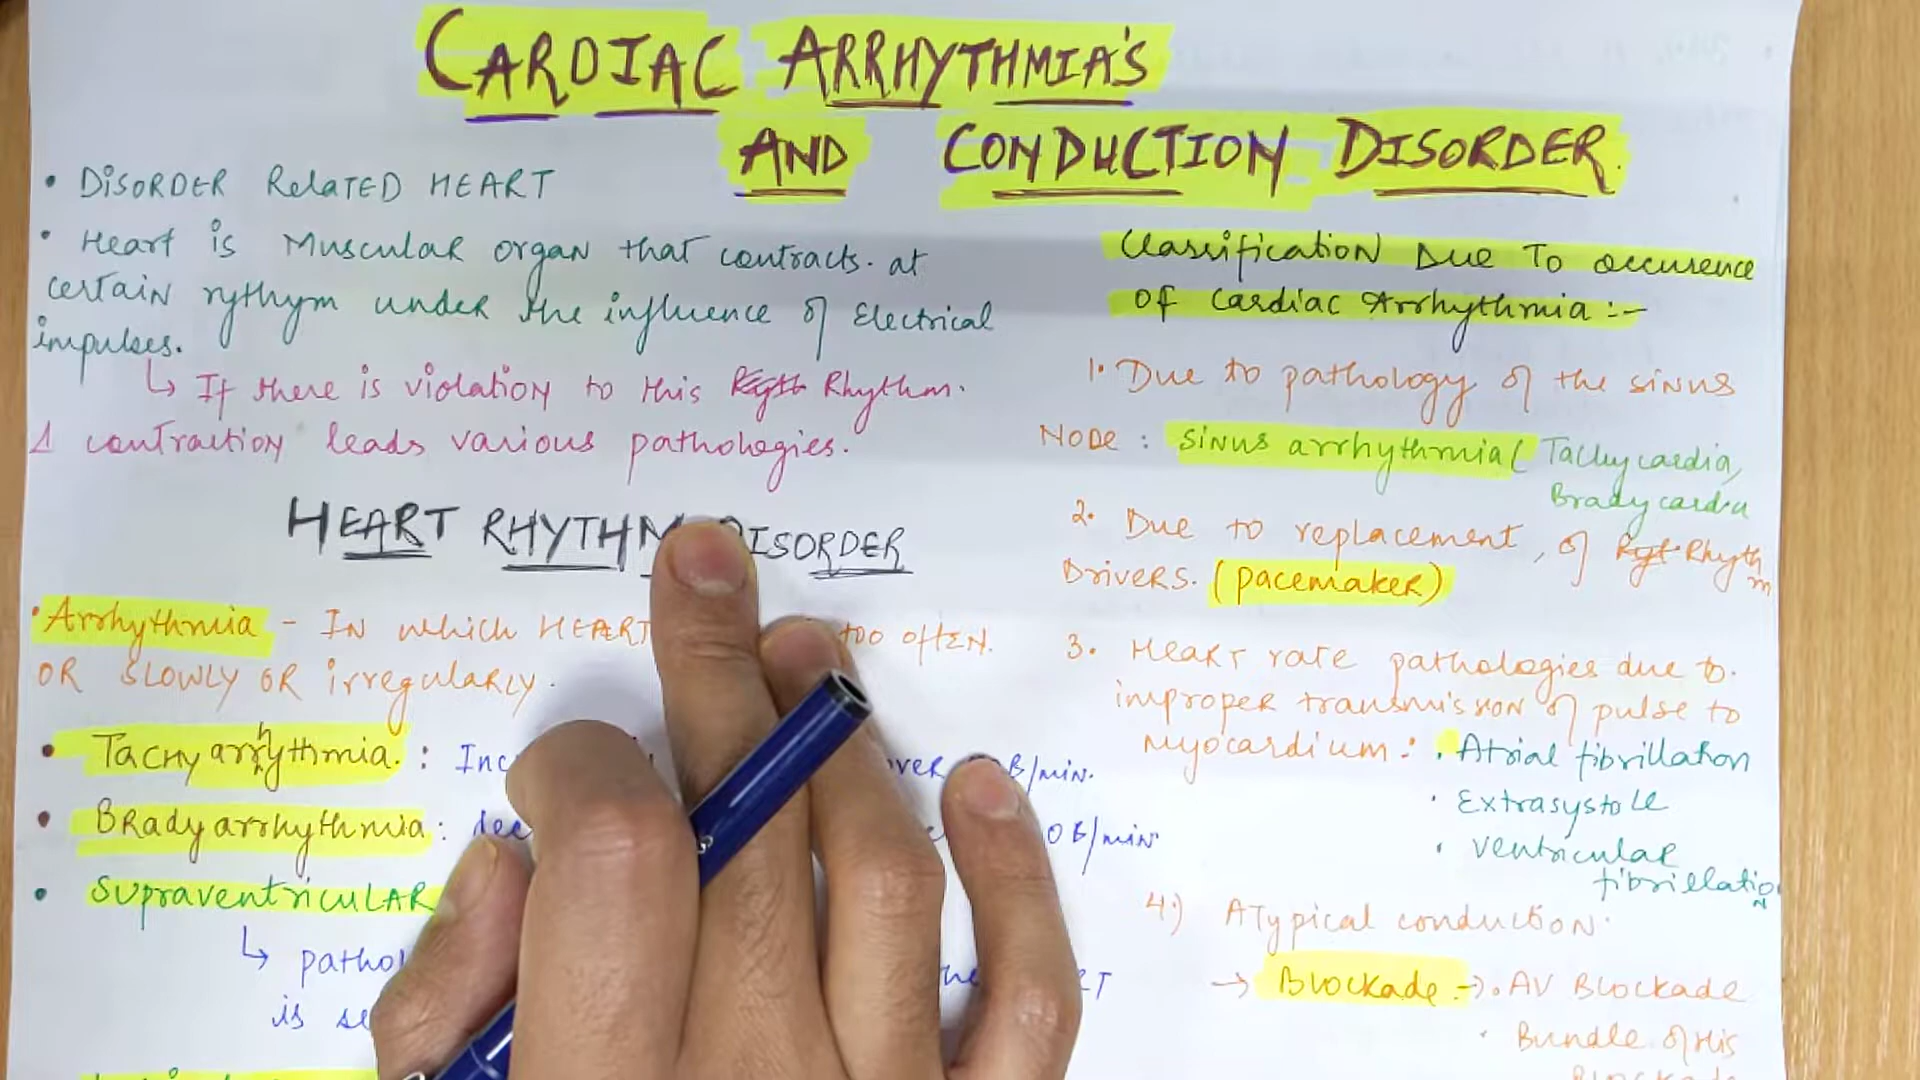 CARDIAC ARRHYTHMIA'S
AND CONDUCTION DISORDER.
• DISORDER RELATED HEART
• Heart is Muscular organ that contracts at
certain rythym under the influence of Electrical
impulses.
↳ If there is violation to this Rhythm.
contraction leads various pathologies.
HEART RHYTHM DISORDER
• Arrhythmia - IN which HEART too often.
OR SLOWLY OR irregularly.
• Tachyarrhythmia. : B/min.
• Bradyarrhythmia : B/min
• Supraventricular
↳
is
Classification Due To occurence
of Cardiac Arrhythmia :-
1. Due to pathology of the sinus
NODE : sinus arrhythmia ( Tachycardia,
Bradycardia
2. Due to replacement, of Rhythm
Drivers. (pacemaker)
3. Heart rate pathologies due to
improper transmission of pulse to
myocardium : • Atrial fibrillation
• Extrasystole
• ventricular
fibrillation
4.) Atypical conduction.
→ Blockade → • AV Blockade
• Bundle of His
Blockade